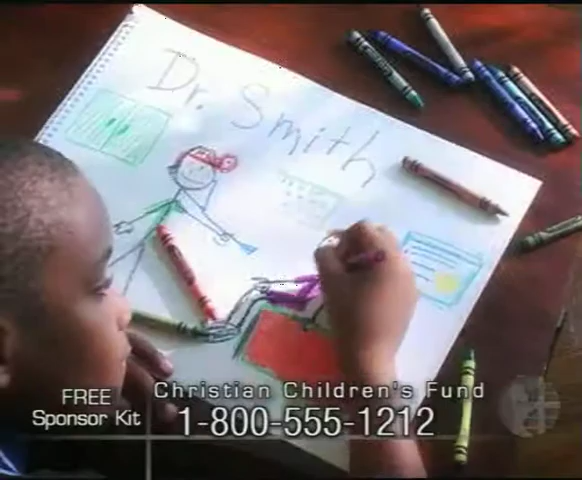 Dr. Smith
Christian Children's Fund
FREE
Sponsor Kit
1-800-555-1212